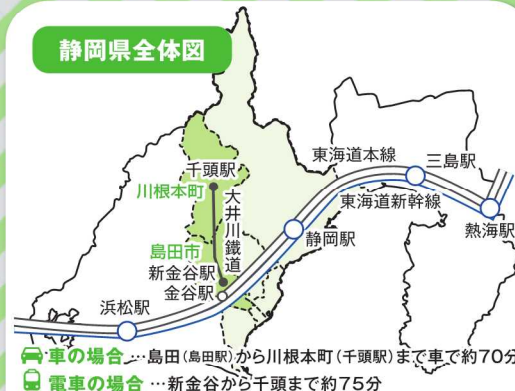 静岡県全体図
千頭駅
川根本町
大井川鐵道
島田市
新金谷駅
金谷駅
浜松駅
静岡駅
東海道本線
東海道新幹線
三島駅
熱海駅
車の場合…島田(島田駅)から川根本町(千頭駅)まで車で約70分
電車の場合…新金谷から千頭まで約75分